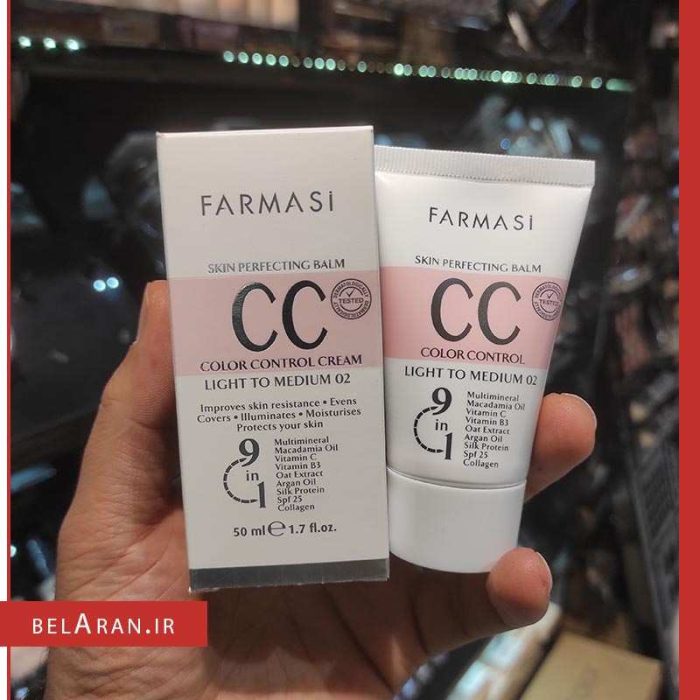 FARMASi
SKIN PERFECTING BALM
CC
DERMATOLOGICALLY
TESTED
COLOR CONTROL CREAM
LIGHT TO MEDIUM 02
Improves skin resistance • Evens
Covers • Illuminates • Moisturises
Protects your skin
9 in 1
Multimineral
Macadamia Oil
Vitamin C
Vitamin B3
Oat Extract
Argan Oil
Silk Protein
Spf 25
Collagen
50 ml e 1.7 fl.oz.
FARMASi
SKIN PERFECTING BALM
CC
DERMATOLOGICALLY
TESTED
COLOR CONTROL
LIGHT TO MEDIUM 02
9 in 1
Multimineral
Macadamia Oil
Vitamin C
Vitamin B3
Oat Extract
Argan Oil
Silk Protein
Spf 25
Collagen
BELARAN.IR